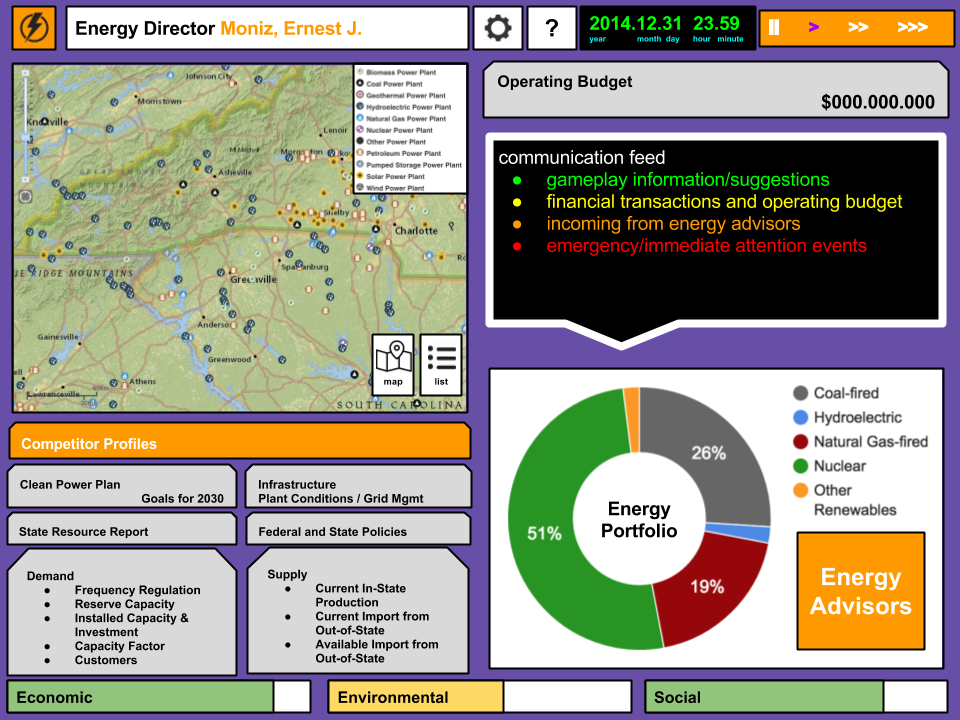 Energy Director Moniz, Ernest J.
?
2014.12.31 23.59
year month day hour minute
> >> >>>
Johnson City
Morristown
Knoxville
Lenoir
Mt Mitchell
Asheville
GREAT SMOKY MOUNTAINS
Shelby
Charlotte
BLUE RIDGE MOUNTAINS
Spartanburg
Greenville
Anderson
Gainesville
Greenwood
Athens
Lawrenceville
SOUTH CAROLINA
Biomass Power Plant
Coal Power Plant
Geothermal Power Plant
Hydroelectric Power Plant
Natural Gas Power Plant
Nuclear Power Plant
Other Power Plant
Petroleum Power Plant
Pumped Storage Power Plant
Solar Power Plant
Wind Power Plant
map
list
Operating Budget
$000.000.000
communication feed
● gameplay information/suggestions
● financial transactions and operating budget
● incoming from energy advisors
● emergency/immediate attention events
Competitor Profiles
Clean Power Plan
Goals for 2030
Infrastructure
Plant Conditions / Grid Mgmt
State Resource Report
Federal and State Policies
Demand
● Frequency Regulation
● Reserve Capacity
● Installed Capacity &
Investment
● Capacity Factor
● Customers
Supply
● Current In-State
Production
● Current Import from
Out-of-State
● Available Import from
Out-of-State
26%
19%
51%
Energy
Portfolio
Coal-fired
Hydroelectric
Natural Gas-fired
Nuclear
Other
Renewables
Energy
Advisors
Economic
Environmental
Social